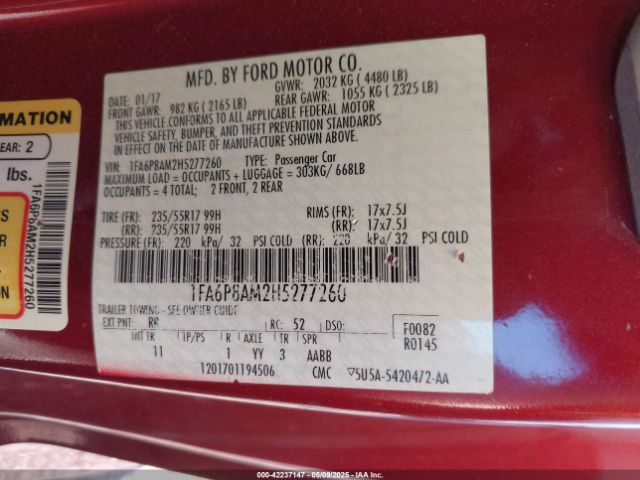 MFD. BY FORD MOTOR CO.
DATE: 01/17
GVWR: 2032 KG ( 4480 LB)
FRONT GAWR: 982 KG ( 2165 LB)
REAR GAWR: 1055 KG ( 2325 LB)
THIS VEHICLE CONFORMS TO ALL APPLICABLE FEDERAL MOTOR
VEHICLE SAFETY, BUMPER, AND THEFT PREVENTION STANDARDS
IN EFFECT ON THE DATE OF MANUFACTURE SHOWN ABOVE.
VIN: 1FA6P8AM2H5277260 TYPE: Passenger Car
MAXIMUM LOAD = OCCUPANTS + LUGGAGE = 303KG/ 668LB
OCCUPANTS = 4 TOTAL; 2 FRONT, 2 REAR
TIRE (FR): 235/55R17 99H RIMS (FR): 17x7.5J
(RR): 235/55R17 99H (RR): 17x7.5J
PRESSURE (FR): 220 kPa/ 32 PSI COLD (RR): 220 kPa/ 32 PSI COLD
1FA6P8AM2H5277260
TRAILER TOWING - SEE OWNER GUIDE
EXT PNT: RR RC: 52 DSO: F0082
INT TR TP/PS R AXLE TR SPR R0145
11 1 YY 3 AABB
1201701194506 CMC ▽5U5A-5420472-AA
MATION
EAR: 2
lbs.
1FA6P8AM2H5277260
S
ER
G
000-42237147 - 05/09/2025 - IAAI.com